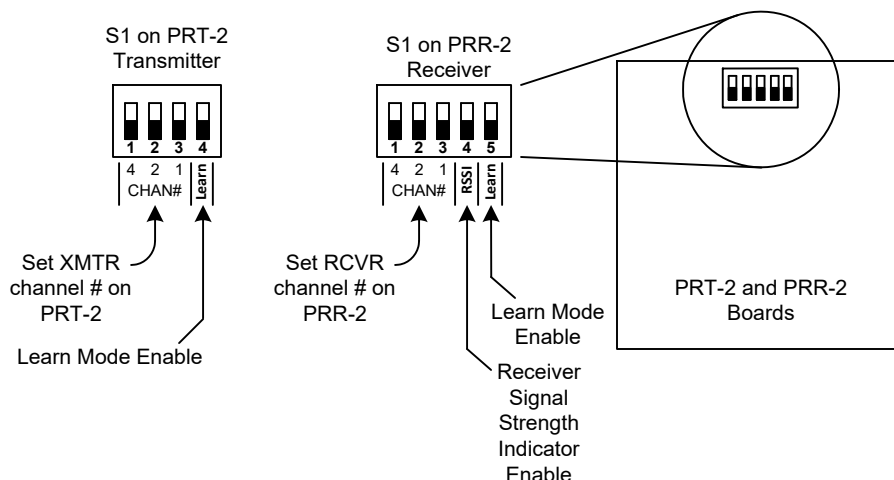 S1 on PRT-2
Transmitter
1 2 3 4
4 2 1
CHAN#
Learn
Set XMTR
channel # on
PRT-2
Learn Mode Enable
S1 on PRR-2
Receiver
1 2 3 4 5
4 2 1
CHAN#
RSSI
Learn
Set RCVR
channel # on
PRR-2
Learn Mode
Enable
Receiver
Signal
Strength
Indicator
Enable
PRT-2 and PRR-2
Boards